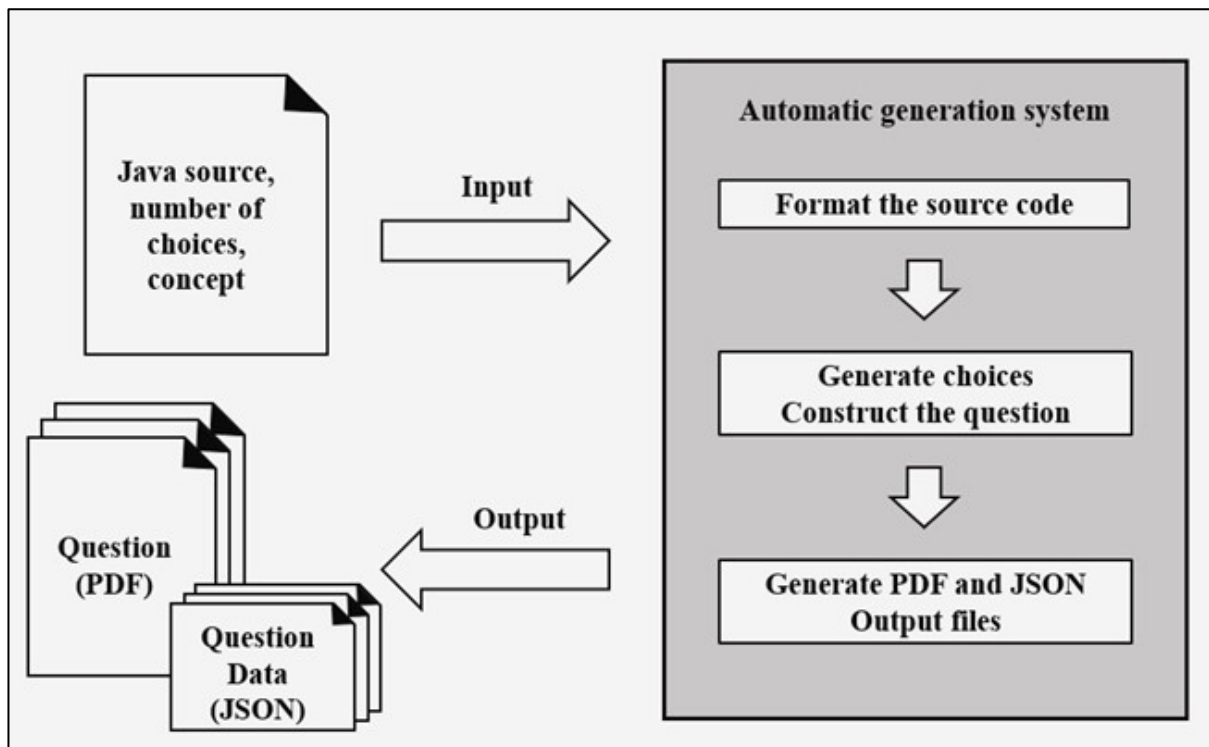 Java source,
number of
choices,
concept
Input
Automatic generation system
Format the source code
Generate choices
Construct the question
Generate PDF and JSON
Output files
Output
Question
(PDF)
Question
Data
(JSON)